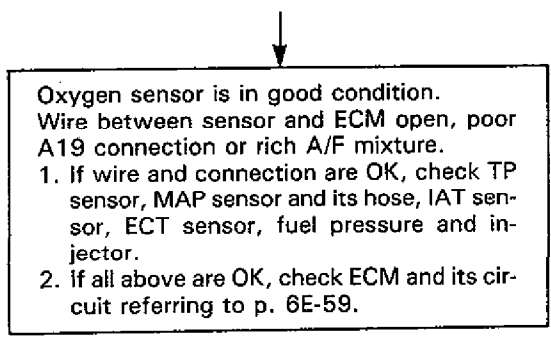 Oxygen sensor is in good condition.
Wire between sensor and ECM open, poor
A19 connection or rich A/F mixture.
1. If wire and connection are OK, check TP
sensor, MAP sensor and its hose, IAT sen-
sor, ECT sensor, fuel pressure and in-
jector.
2. If all above are OK, check ECM and its cir-
cuit referring to p. 6E-59.